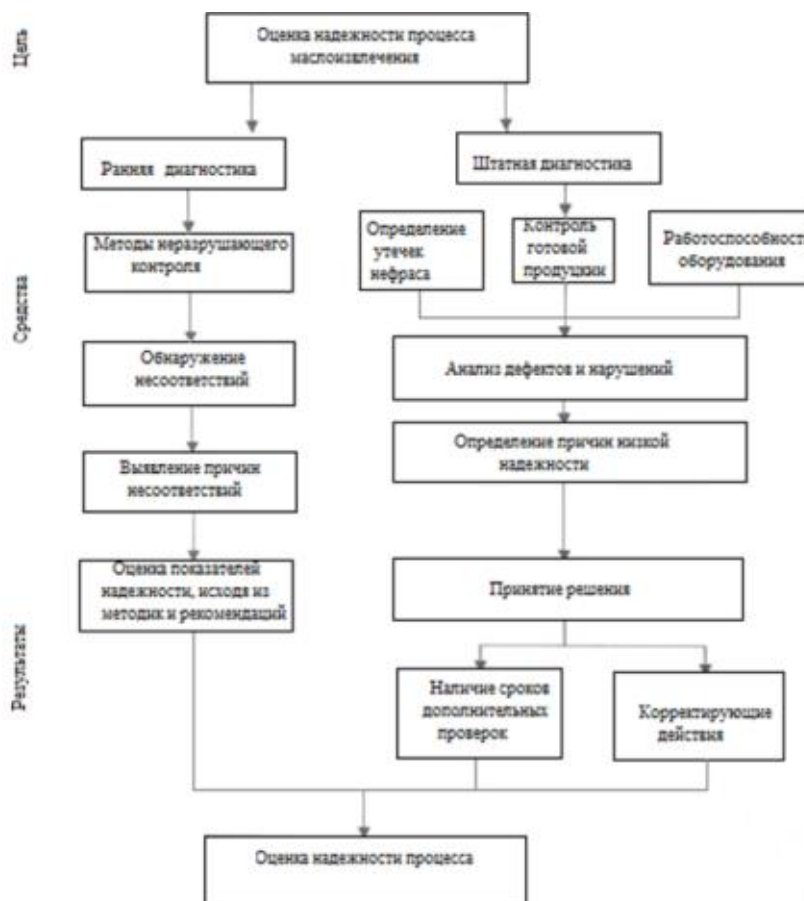 Цель
Оценка надежности процесса
маслоизвлечения
Ранняя диагностика
Штатная диагностика
Средства
Методы неразрушающего
контроля
Определение
утечек
нефраса
Контроль
готовой
продуцкии
Работоспособность
оборудования
Обнаружение
несоответствий
Анализ дефектов и нарушений
Выявление причин
несоответствий
Определение причин низкой
надежности
Результаты
Оценка показателей
надежности, исходя из
методик и рекомендаций
Принятие решения
Наличие сроков
дополнительных
проверок
Корректирующие
действия
Оценка надежности процесса